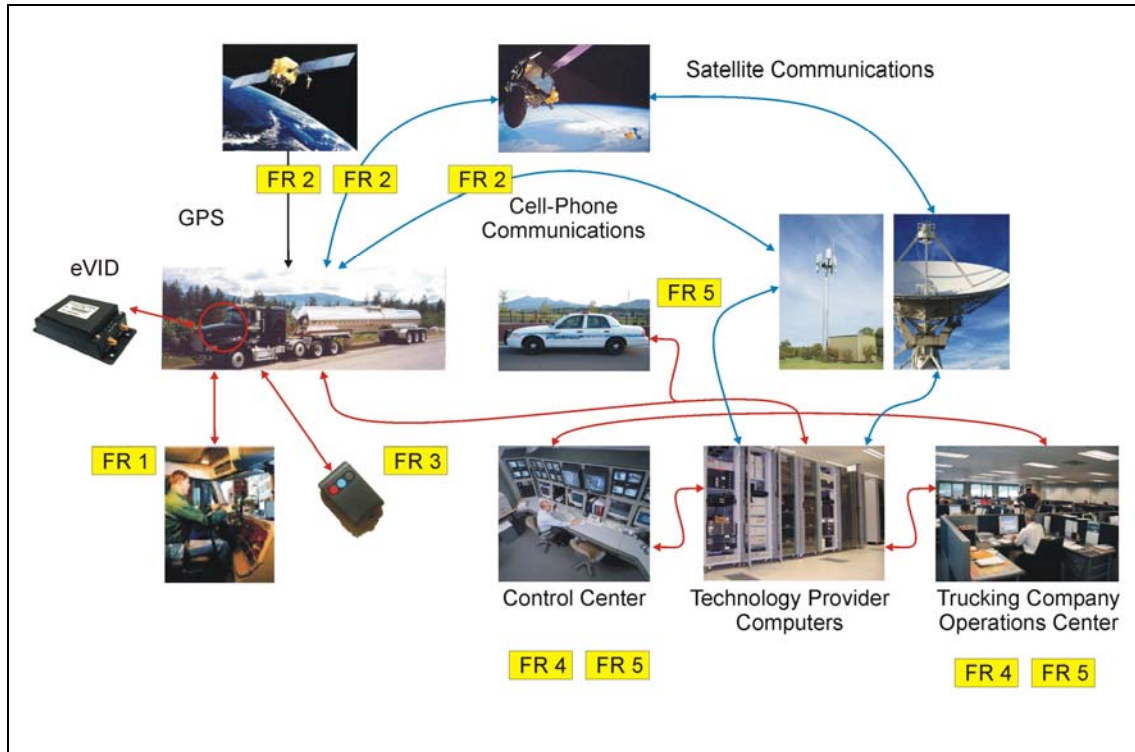 Satellite Communications
FR 2
FR 2
FR 2
GPS
Cell-Phone
Communications
eVID
FR 5
FR 1
FR 3
Control Center
Technology Provider
Computers
Trucking Company
Operations Center
FR 4
FR 5
FR 4
FR 5